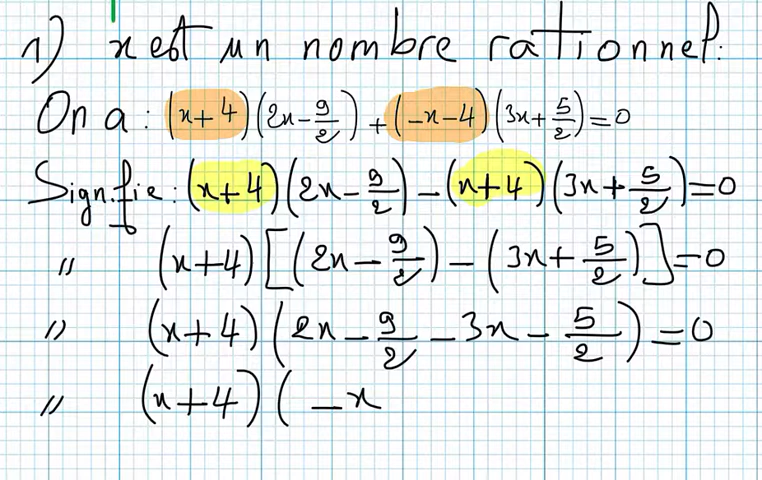 1) x est un nombre rationnel.
On a : (x+4)(2x-9/2)+(-x-4)(3x+5/2)=0
Signifie : (x+4)(2x-9/2)-(x+4)(3x+5/2)=0
" (x+4)[(2x-9/2)-(3x+5/2)]=0
" (x+4)(2x-9/2-3x-5/2)=0
" (x+4)(-x